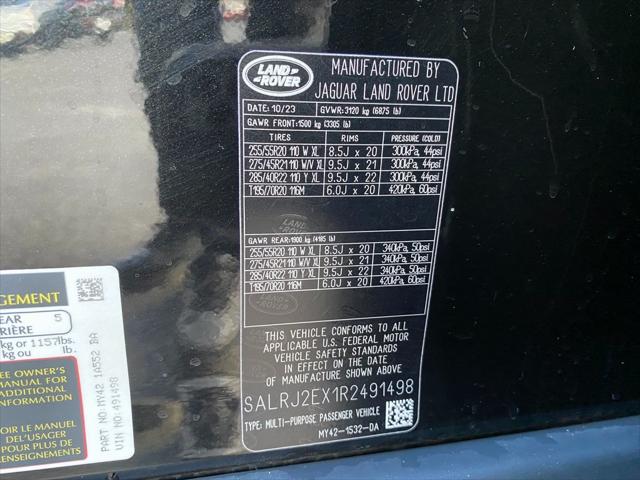 LAND ROVER
MANUFACTURED BY
JAGUAR LAND ROVER LTD
DATE: 10/23 GVWR: 3120 kg (6875 lb)
GAWR FRONT: 1500 kg (3305 lb)
TIRES RIMS PRESSURE (COLD)
255/55R20 110 W XL 8.5J x 20 300kPa, 44psi
275/45R21 110 W/V XL 9.5J x 21 300kPa, 44psi
285/40R22 110 Y XL 9.5J x 22 300kPa, 44psi
T195/70R20 116M 6.0J x 20 420kPa, 60psi
LAND ROVER
GAWR REAR: 1900 kg (4185 lb)
255/55R20 110 W XL 8.5J x 20 340kPa, 50psi
275/45R21 110 W/V XL 9.5J x 21 340kPa, 50psi
285/40R22 110 Y XL 9.5J x 22 340kPa, 50psi
T195/70R20 116M 6.0J x 20 420kPa, 60psi
THIS VEHICLE CONFORMS TO ALL
APPLICABLE U.S. FEDERAL MOTOR
VEHICLE SAFETY STANDARDS IN
EFFECT ON THE DATE OF
MANUFACTURE SHOWN ABOVE.
SALRJ2EX1R2491498
TYPE: MULTI-PURPOSE PASSENGER VEHICLE
MY42-1532-DA
GEMENT
EAR 5
RIÈRE
kg or 1157lbs.
kg ou lb.
EE OWNER'S
MANUAL FOR
ADDITIONAL
NFORMATION
OIR LE MANUEL
DE L'USAGER
POUR PLUS DE
RENSEIGNEMENTS
PART NO: MY42 1A552 BA
VIN NO: 491498